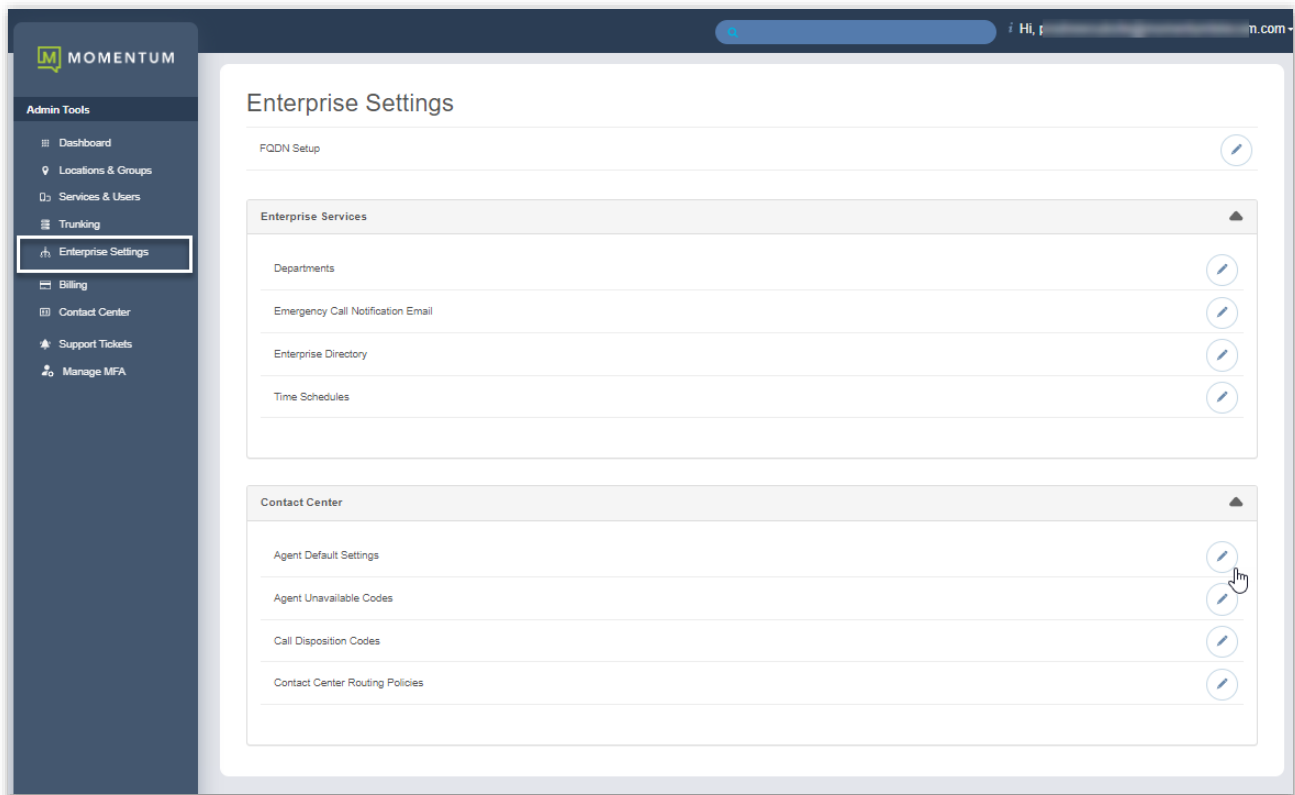 Hi,
m.com
M MOMENTUM
Admin Tools
Dashboard
Locations & Groups
Services & Users
Trunking
Enterprise Settings
Billing
Contact Center
Support Tickets
Manage MFA
Enterprise Settings
FQDN Setup
Enterprise Services
Departments
Emergency Call Notification Email
Enterprise Directory
Time Schedules
Contact Center
Agent Default Settings
Agent Unavailable Codes
Call Disposition Codes
Contact Center Routing Policies